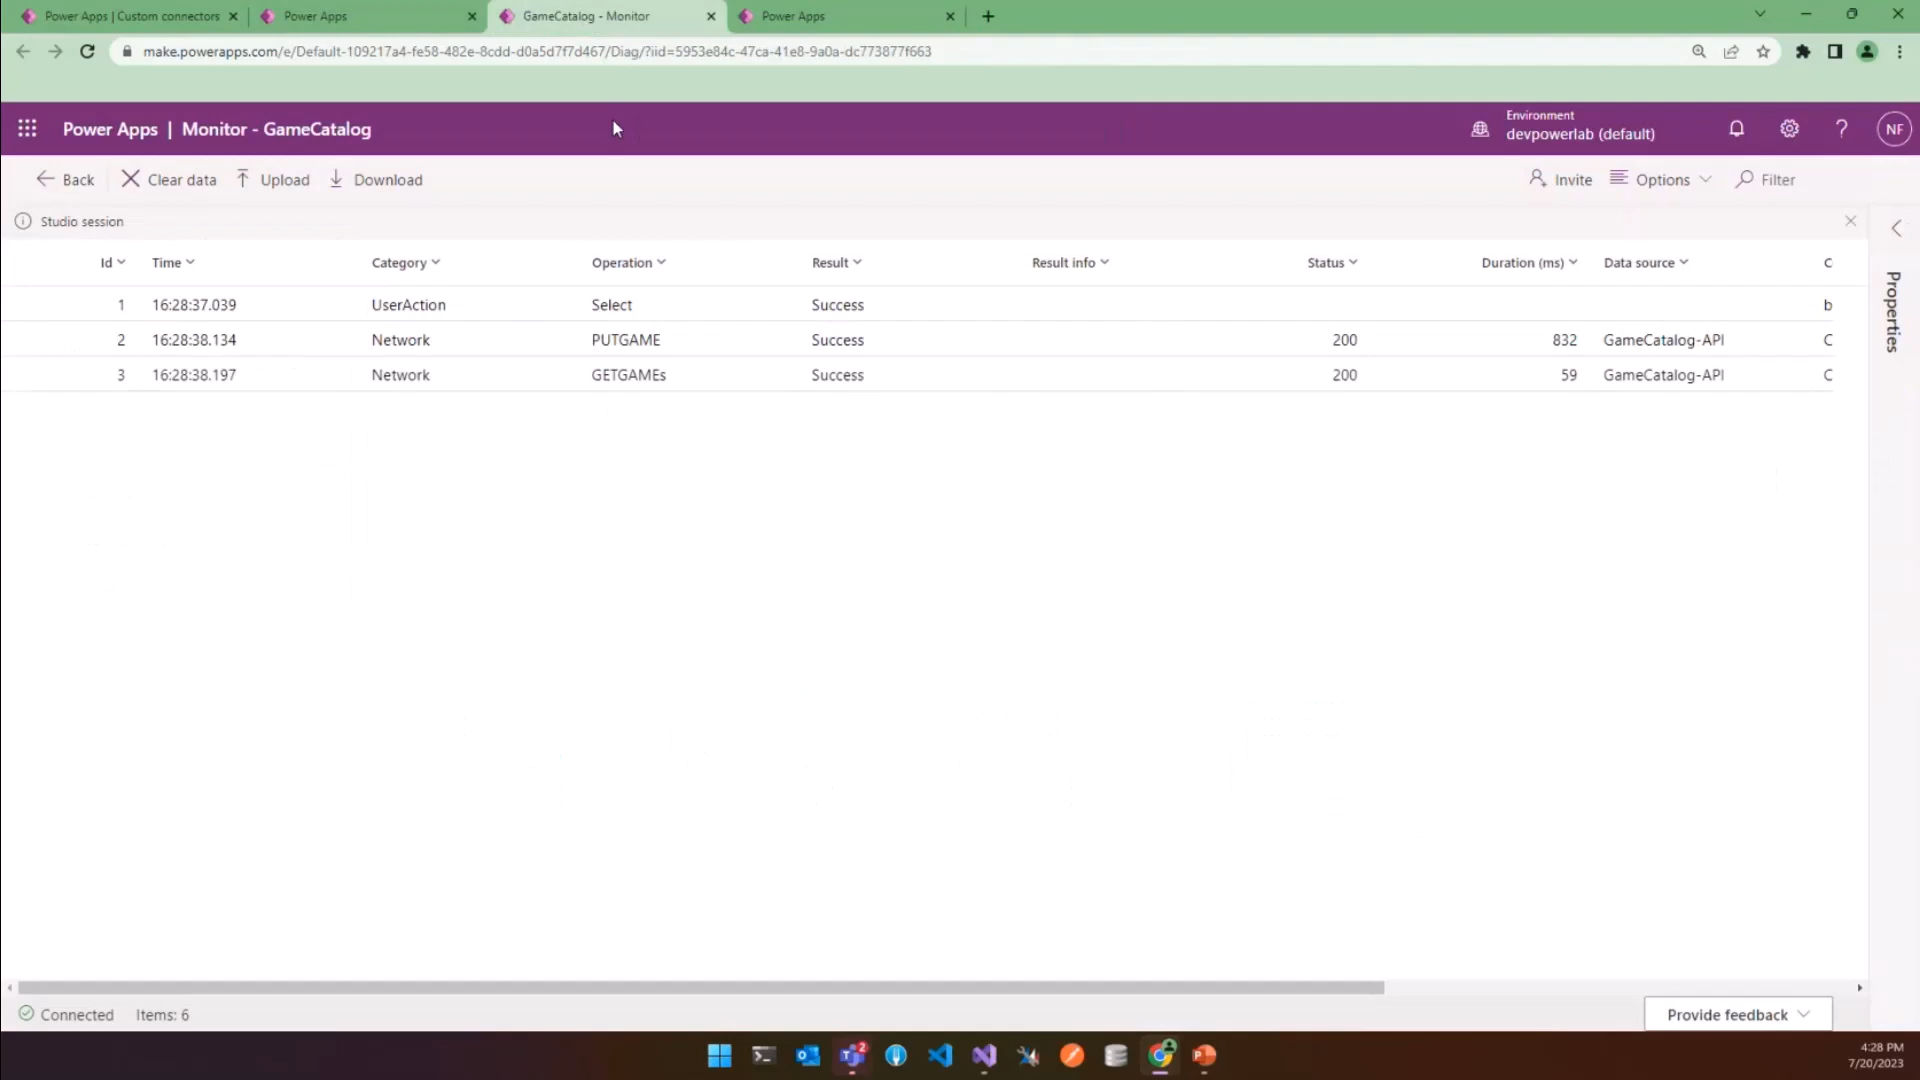 Power Apps | Custom connectors
Power Apps
GameCatalog - Monitor
Power Apps
make.powerapps.com/e/Default-109217a4-fe58-482e-8cdd-d0a5d7f7d467/Diag/?iid=5953e84c-47ca-41e8-9a0a-dc773877f663
Power Apps | Monitor - GameCatalog
Environment
devpowerlab (default)
NF
Back
Clear data
Upload
Download
Invite
Options
Filter
Studio session
Id Time Category Operation Result Result info Status Duration (ms) Data source C
1 16:28:37.039 UserAction Select Success b
2 16:28:38.134 Network PUTGAME Success 200 832 GameCatalog-API C
3 16:28:38.197 Network GETGAMEs Success 200 59 GameCatalog-API C
Properties
Connected Items: 6
Provide feedback
2
4:28 PM
7/20/2023